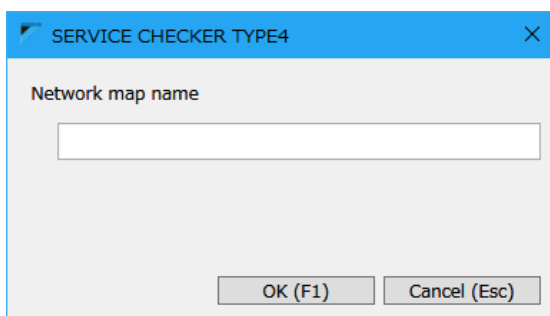 SERVICE CHECKER TYPE4
Network map name
OK (F1) Cancel (Esc)